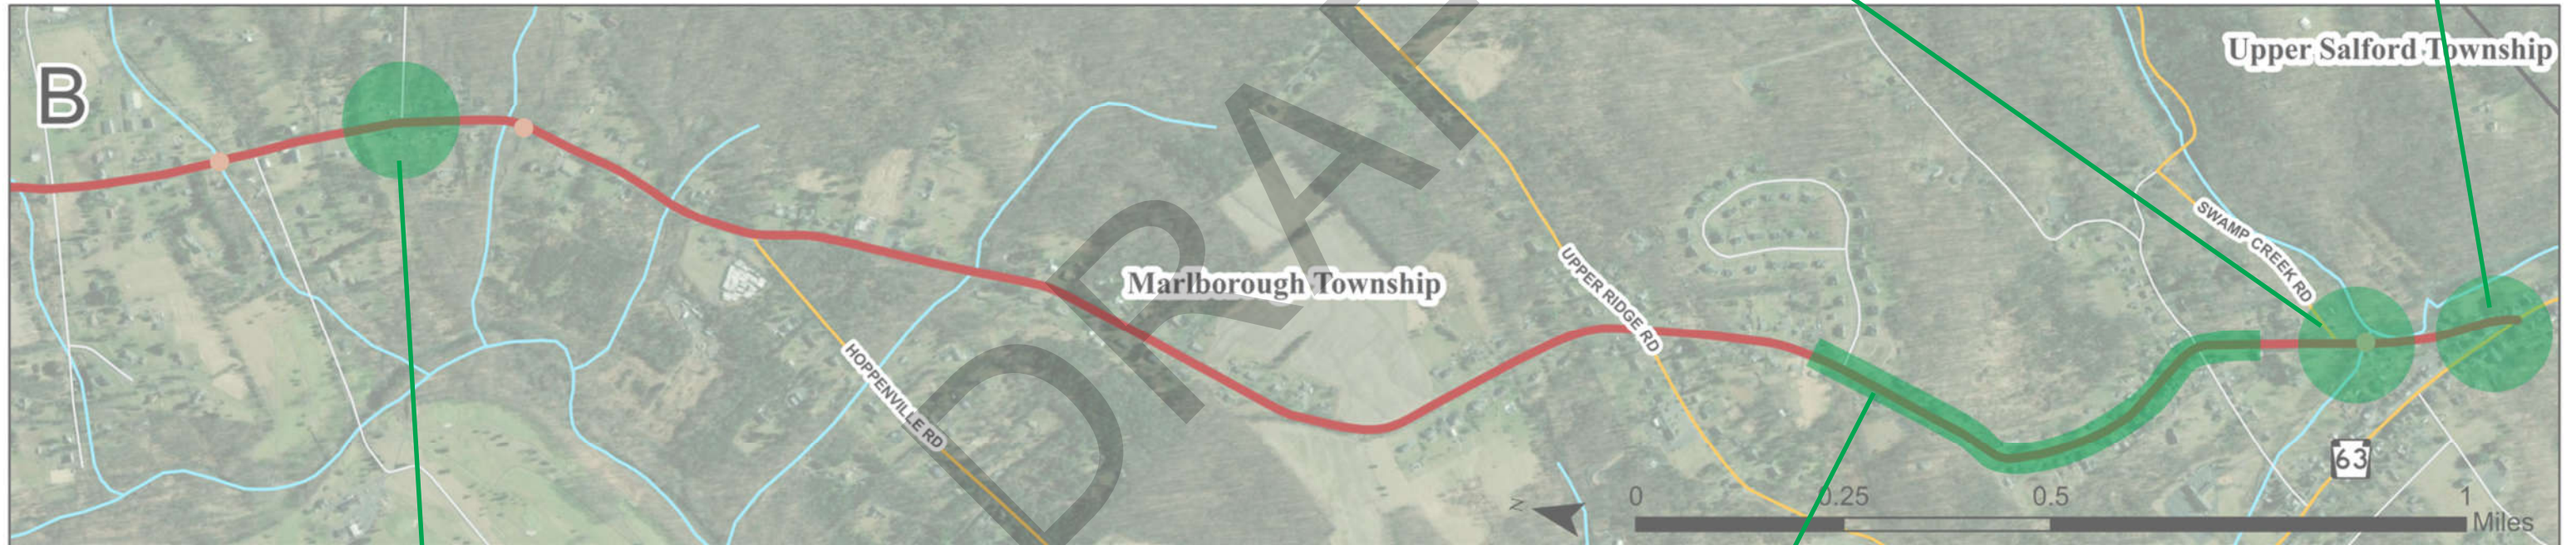 B
Upper Salford Township
SWAMP CREEK RD
Marlborough Township
UPPER RIDGE RD
HOPPENVILLE RD
DRAF
63
N
0 0.25 0.5 1
Miles